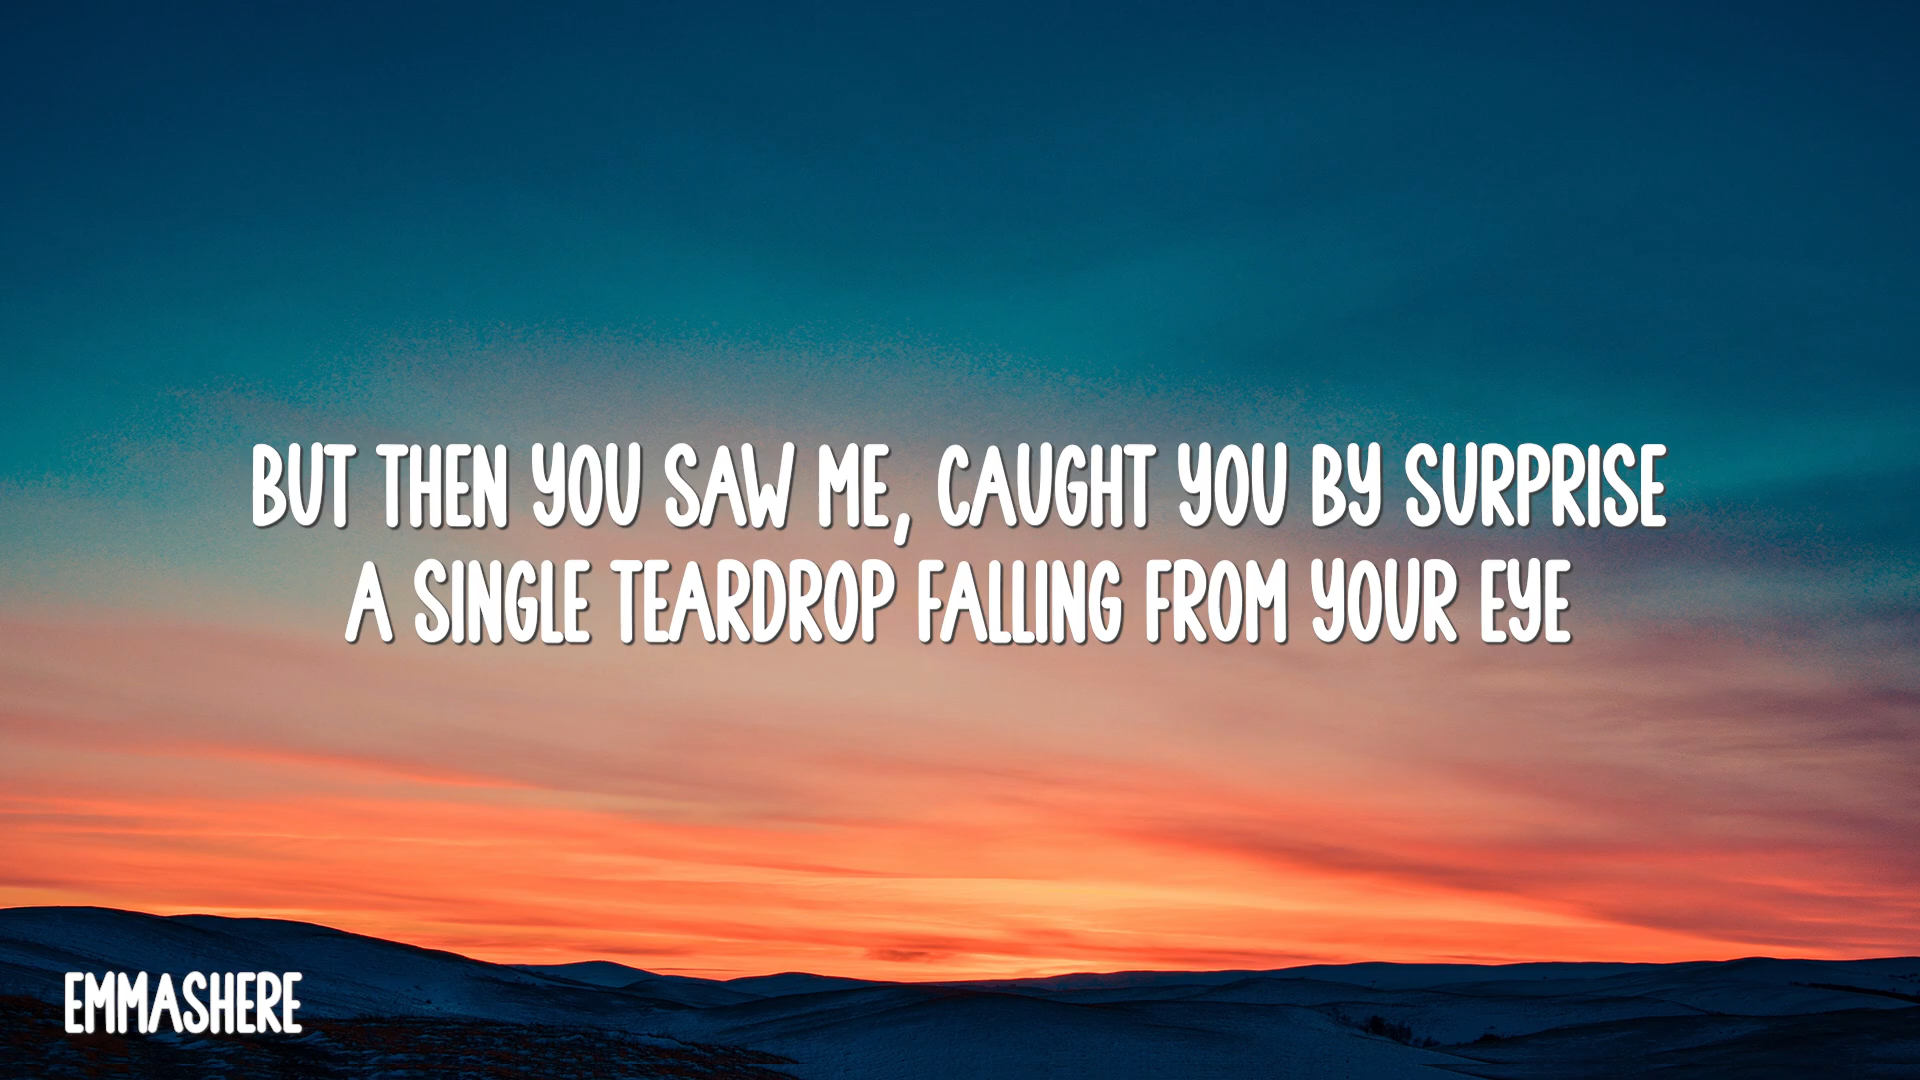 BUT THEN YOU SAW ME, CAUGHT YOU BY SURPRISE
A SINGLE TEARDROP FALLING FROM YOUR EYE
EMMASHERE